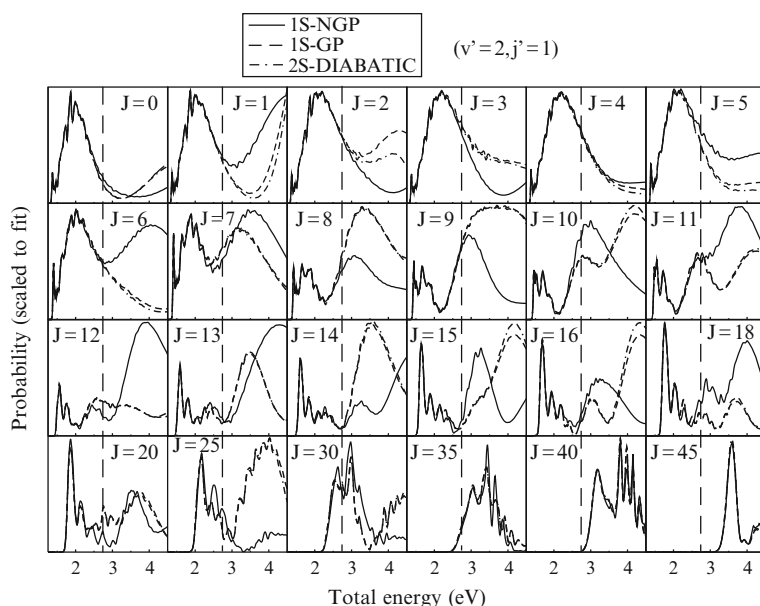 1S-NGP
1S-GP
2S-DIABATIC
(v'=2,j'=1)
J=0 J=1 J=2 J=3 J=4 J=5
J=6 J=7 J=8 J=9 J=10 J=11
J=12 J=13 J=14 J=15 J=16 J=18
J=20 J=25 J=30 J=35 J=40 J=45
Probability (scaled to fit)
2 3 4 2 3 4 2 3 4 2 3 4 2 3 4 2 3 4
Total energy (eV)